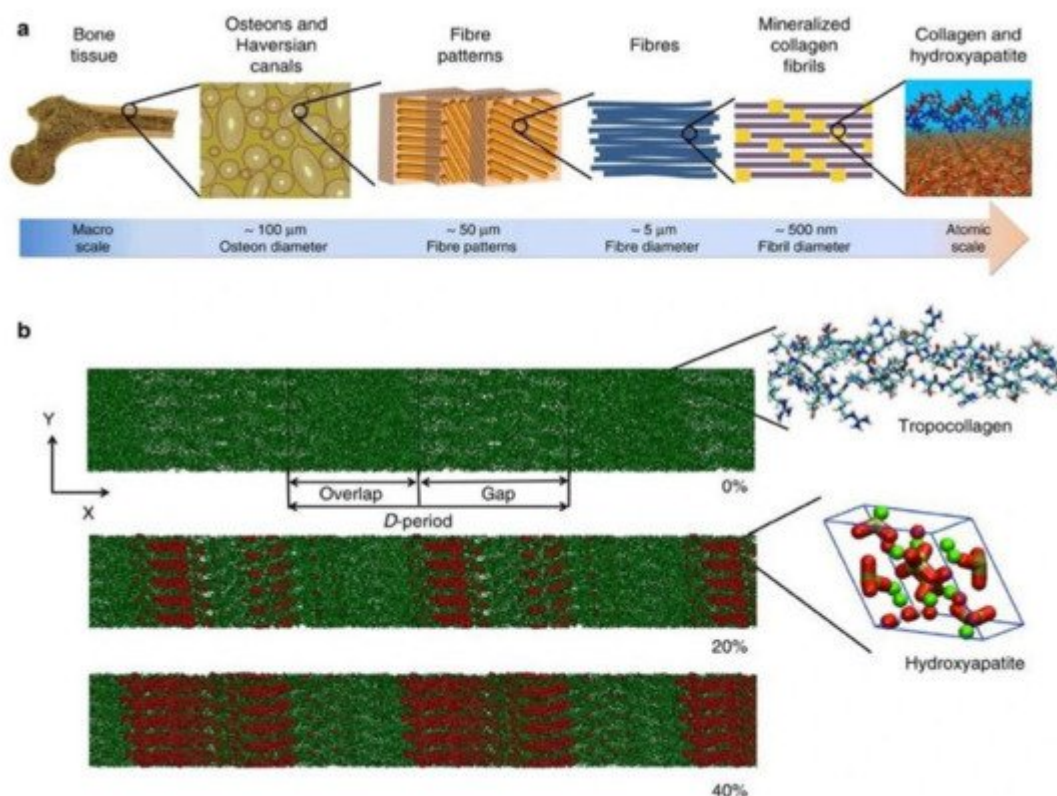 a
Bone
tissue
Osteons and
Haversian
canals
Fibre
patterns
Fibres
Mineralized
collagen
fibrils
Collagen and
hydroxyapatite
Macro
scale
~ 100 μm
Osteon diameter
~ 50 μm
Fibre patterns
~ 5 μm
Fibre diameter
~ 500 nm
Fibril diameter
Atomic
scale
b
Y
X
Tropocollagen
0%
Overlap
Gap
D-period
20%
Hydroxyapatite
40%